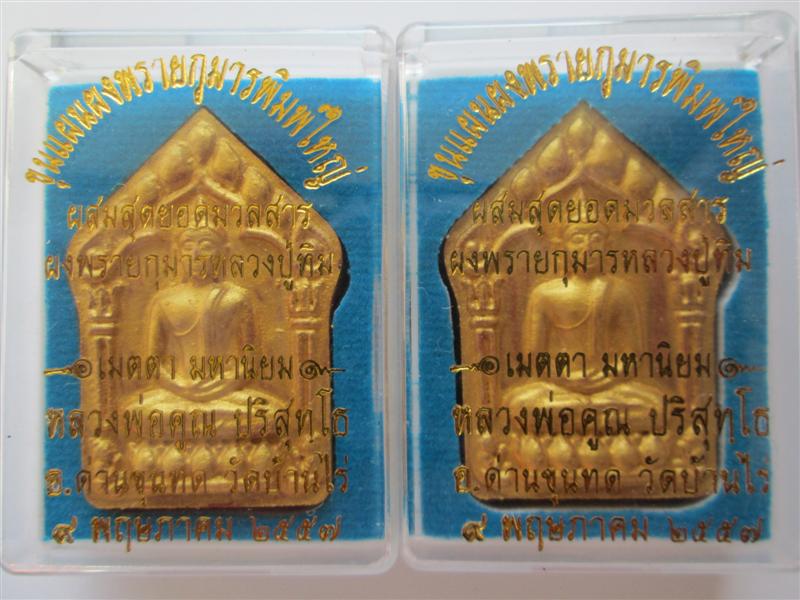 ขุนแผนผงพรายกุมารพิมพ์ใหญ่
ผสมสุดยอดมวลสาร
ผงพรายกุมารหลวงปู่ทิม
เมตตา มหานิยม
หลวงพ่อคูณ ปริสุทฺโธ
อ.ด่านขุนทด วัดบ้านไร่
๙ พฤษภาคม ๒๕๕๗
ขุนแผนผงพรายกุมารพิมพ์ใหญ่
ผสมสุดยอดมวลสาร
ผงพรายกุมารหลวงปู่ทิม
เมตตา มหานิยม
หลวงพ่อคูณ ปริสุทฺโธ
อ.ด่านขุนทด วัดบ้านไร่
๙ พฤษภาคม ๒๕๕๗